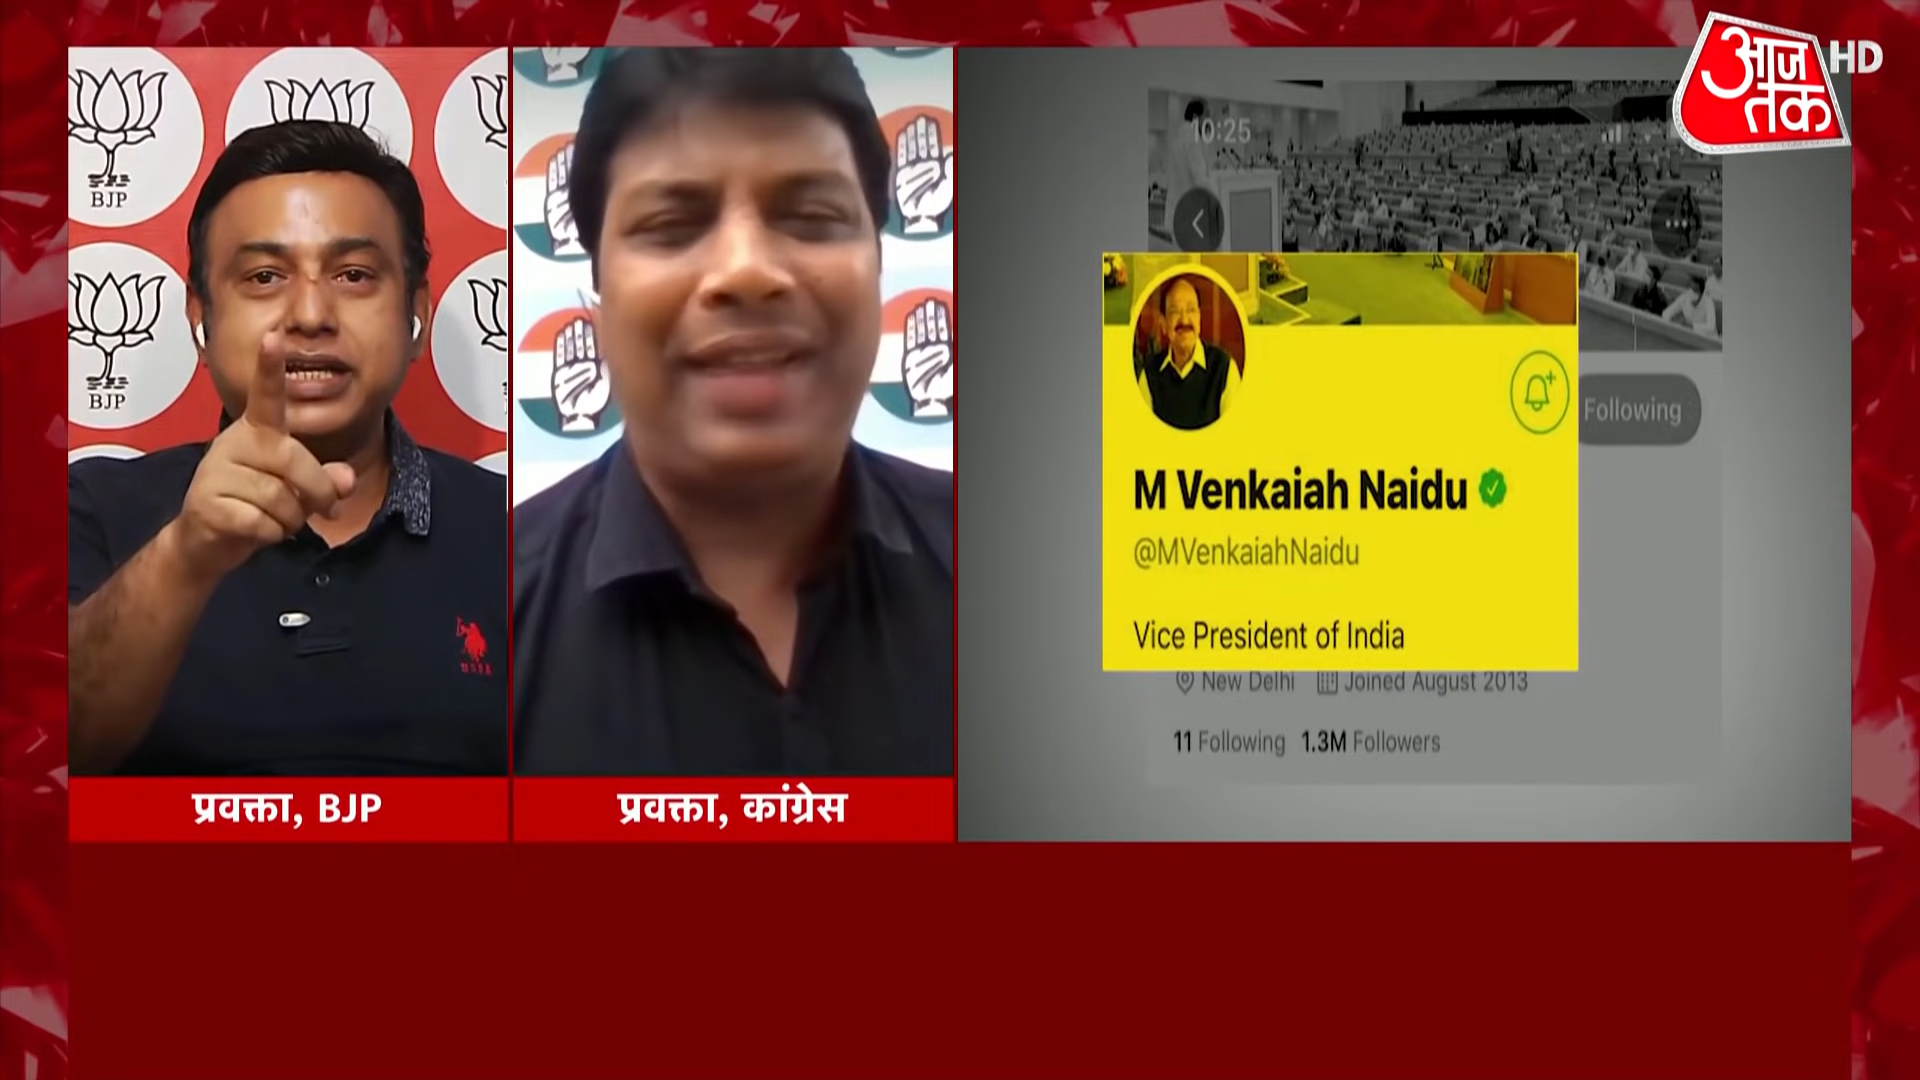 आज तक HD
BJP
BJP
प्रवक्ता, BJP
प्रवक्ता, कांग्रेस
10:25
Following
M Venkaiah Naidu
@MVenkaiahNaidu
Vice President of India
New Delhi Joined August 2013
11 Following 1.3M Followers